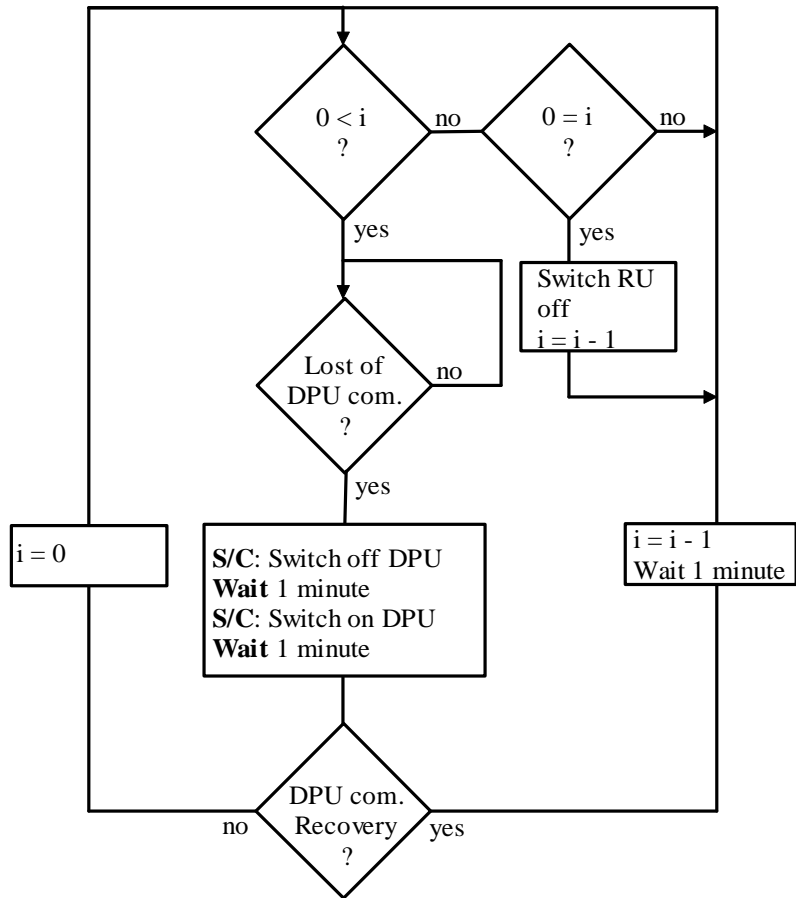 0 < i
?
no
0 = i
?
no
yes
yes
Switch RU
off
i = i - 1
Lost of
DPU com.
?
no
yes
i = 0
S/C: Switch off DPU
Wait 1 minute
S/C: Switch on DPU
Wait 1 minute
i = i - 1
Wait 1 minute
DPU com.
Recovery
?
no
yes